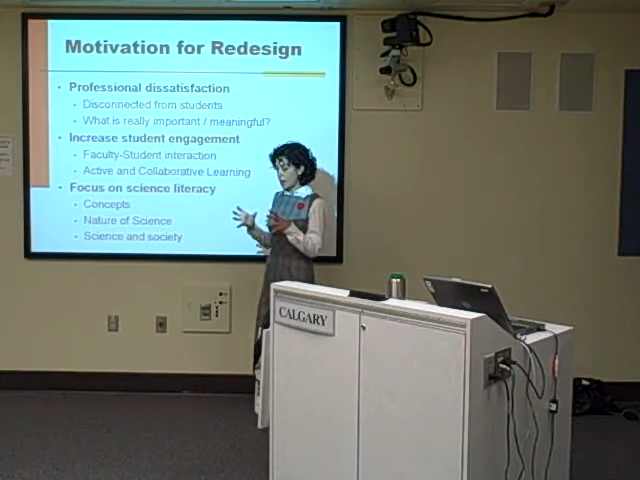 Motivation for Redesign
Professional dissatisfaction
Disconnected from students
What is really important / meaningful?
Increase student engagement
Faculty-Student interaction
Active and Collaborative Learning
Focus on science literacy
Concepts
Nature of Science
Science and society
CALGARY